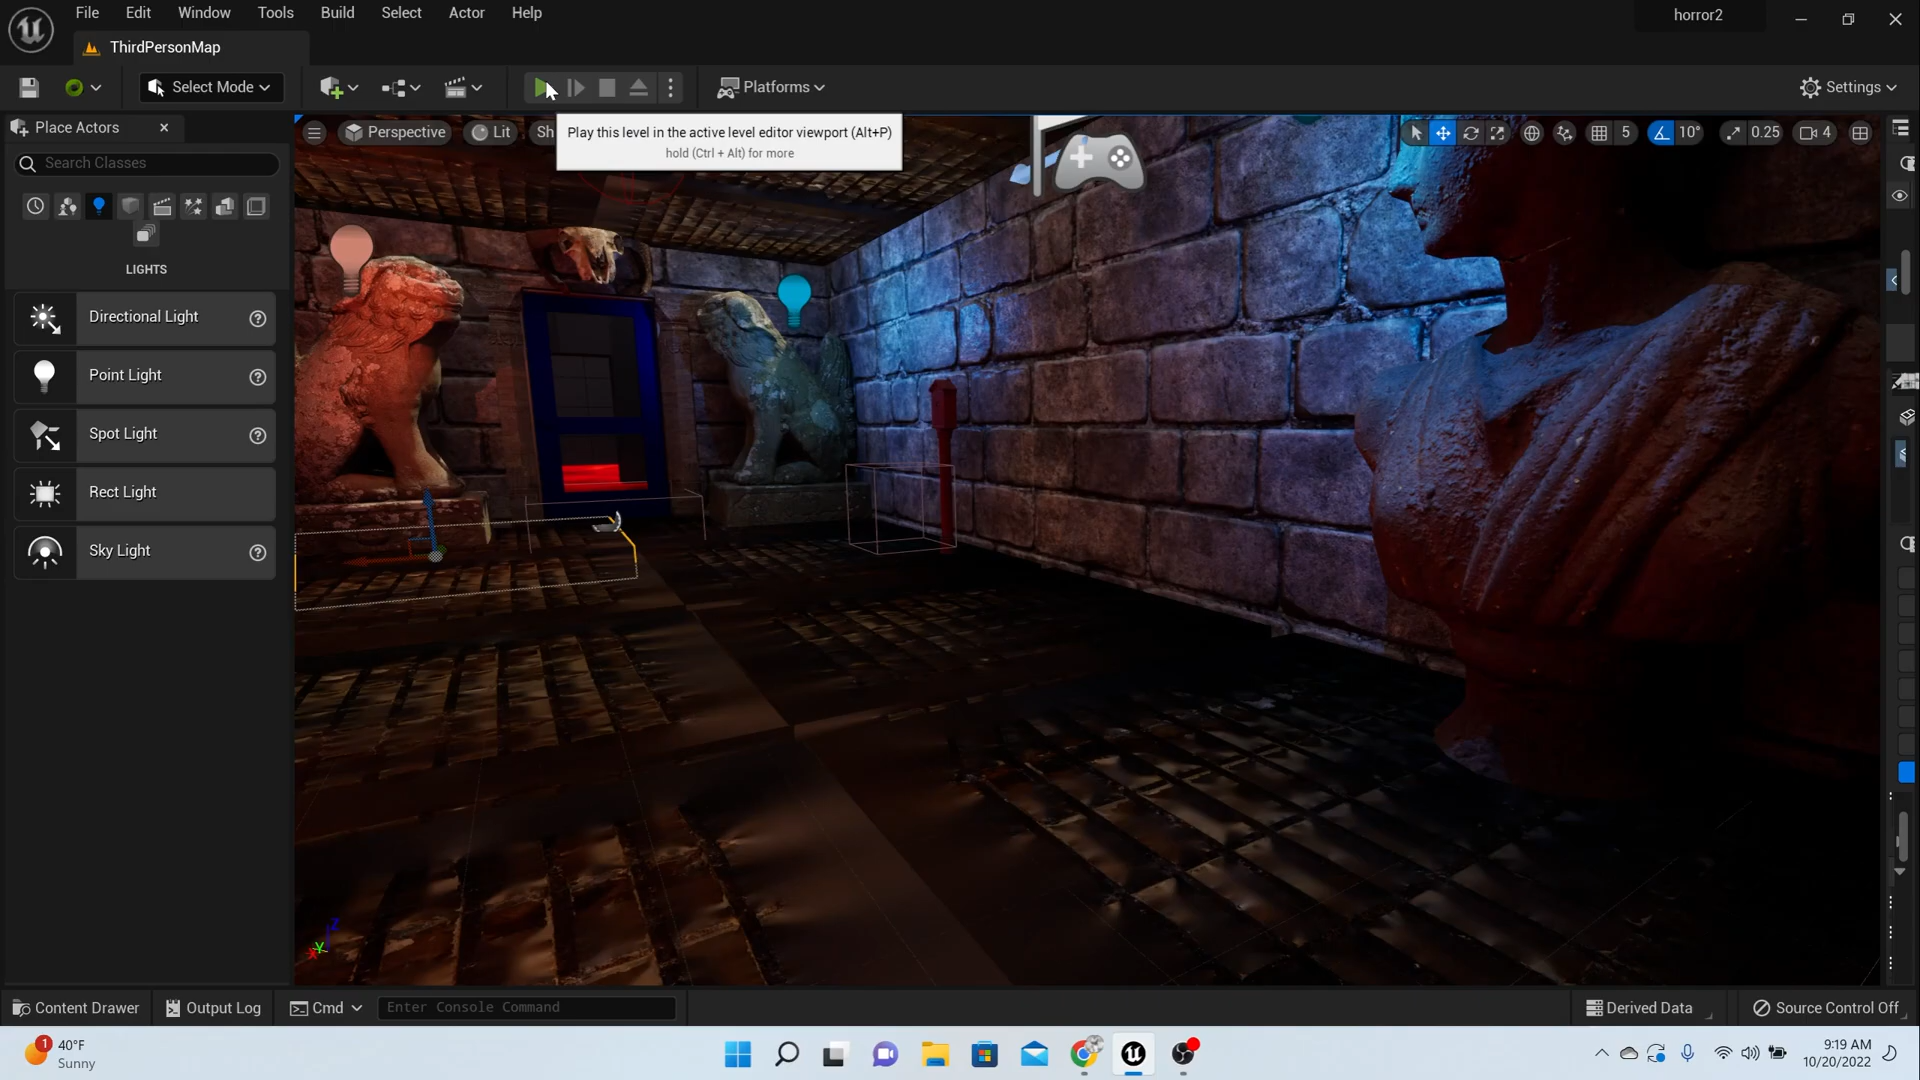 File Edit Window Tools Build Select Actor Help
horror2
ThirdPersonMap
Select Mode
Platforms
Settings
Place Actors
Perspective
Lit
Sh
Play this level in the active level editor viewport (Alt+P)
hold (Ctrl + Alt) for more
5
10°
0.25
4
Search Classes
LIGHTS
Directional Light
Point Light
Spot Light
Rect Light
Sky Light
Z
Y
X
Content Drawer
Output Log
Cmd
Enter Console Command
Derived Data
Source Control Off
1
40°F
Sunny
9:19 AM
10/20/2022